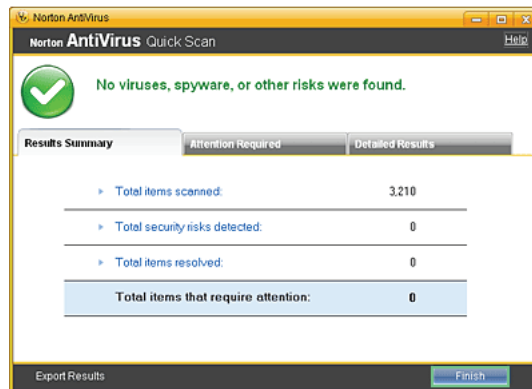 Norton AntiVirus
Norton AntiVirus Quick Scan
Help
No viruses, spyware, or other risks were found.
Results Summary
Attention Required
Detailed Results
Total items scanned: 3,210
Total security risks detected: 0
Total items resolved: 0
Total items that require attention: 0
Export Results
Finish